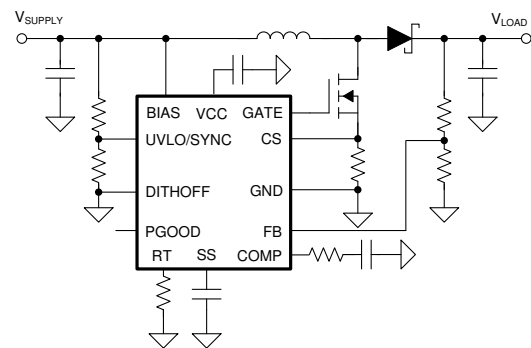 VSUPPLY
VLOAD
BIAS VCC GATE
UVLO/SYNC CS
DITHOFF GND
PGOOD FB
RT SS COMP